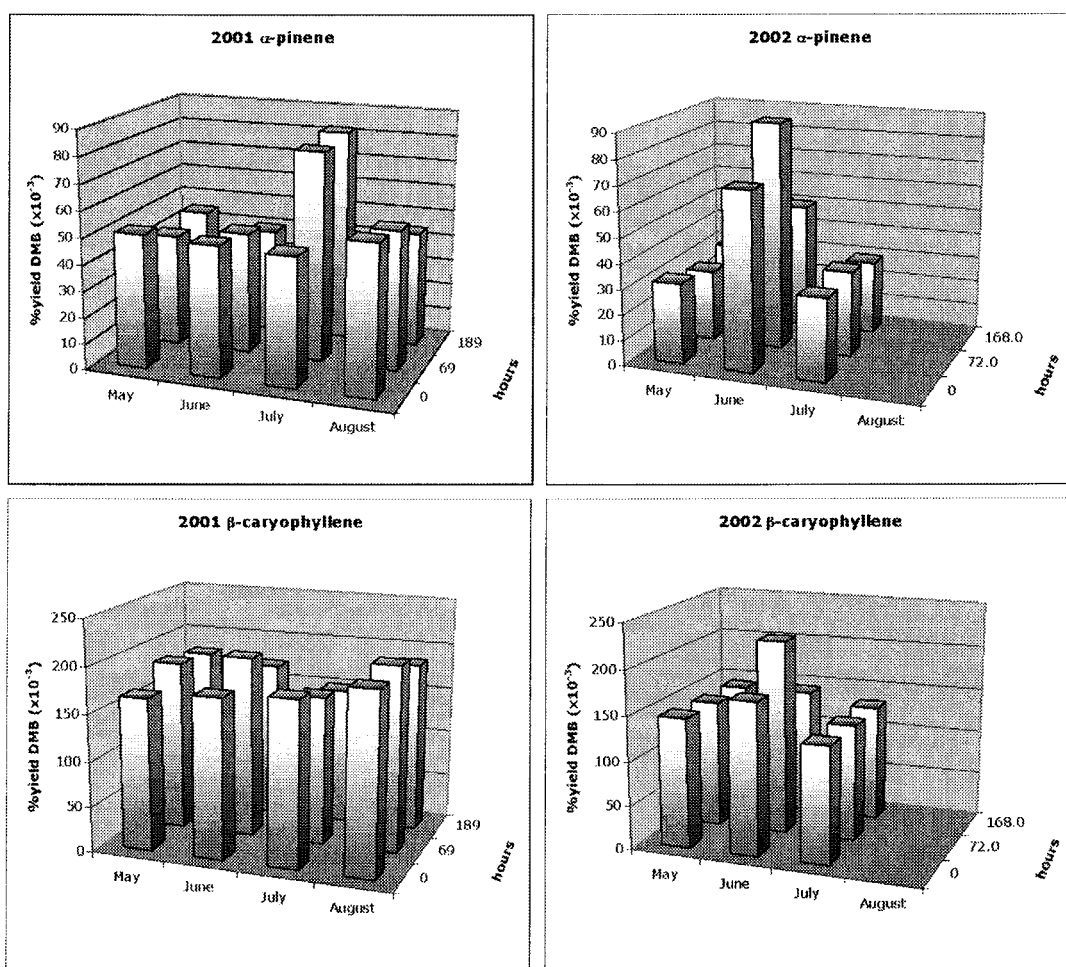 2001 α-pinene
%yield DMB (x10⁻³)
90
80
70
60
50
40
30
20
10
0
May
June
July
August
0
69
189
hours
2002 α-pinene
%yield DMB (x10⁻³)
90
80
70
60
50
40
30
20
10
0
May
June
July
August
0
72.0
168.0
hours
2001 β-caryophyllene
%yield DMB (x10⁻³)
250
200
150
100
50
0
May
June
July
August
0
69
189
hours
2002 β-caryophyllene
%yield DMB (x10⁻³)
250
200
150
100
50
0
May
June
July
August
0
72.0
168.0
hours